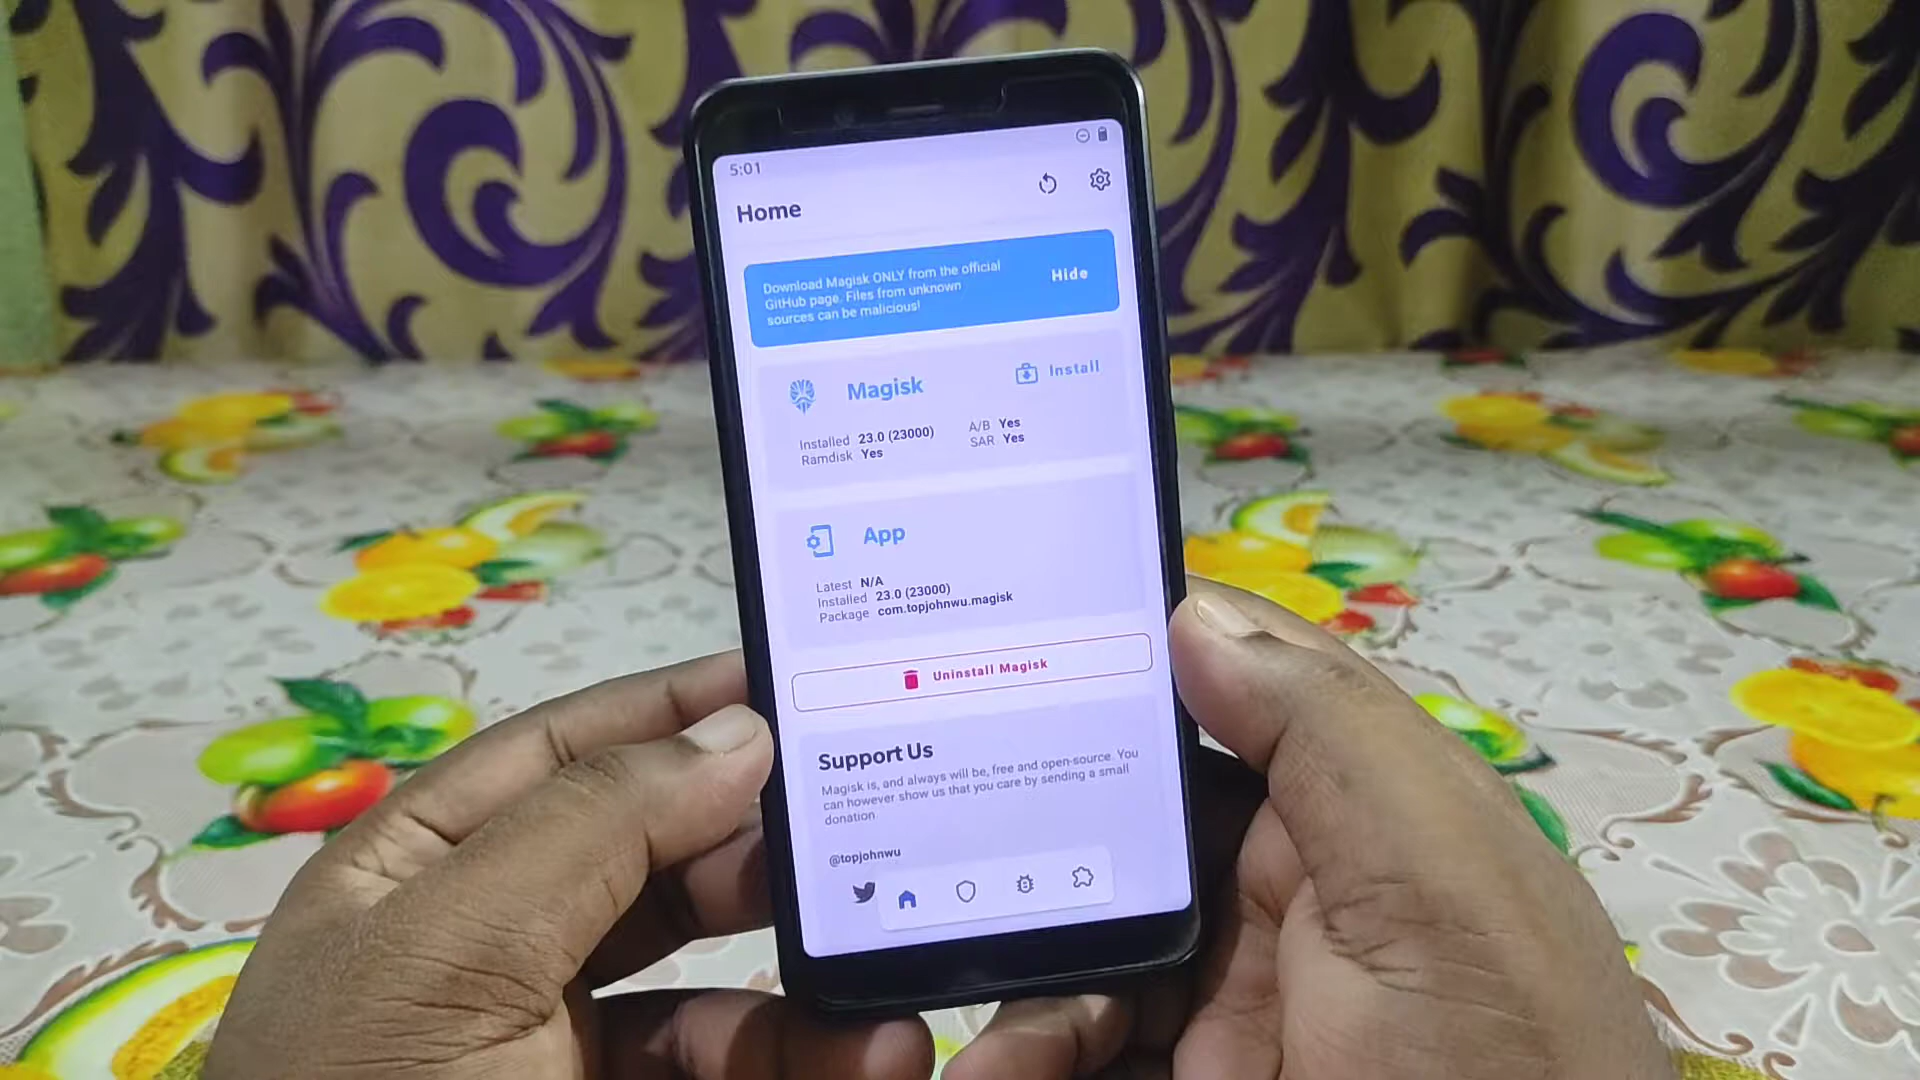 5:01
Home
Download Magisk ONLY from the official
GitHub page. Files from unknown
sources can be malicious!
Hide
Magisk
Install
Installed 23.0 (23000)
Ramdisk Yes
A/B Yes
SAR Yes
App
Latest N/A
Installed 23.0 (23000)
Package com.topjohnwu.magisk
Uninstall Magisk
Support Us
Magisk is, and always will be, free and open-source. You
can however show us that you care by sending a small
donation
@topjohnwu